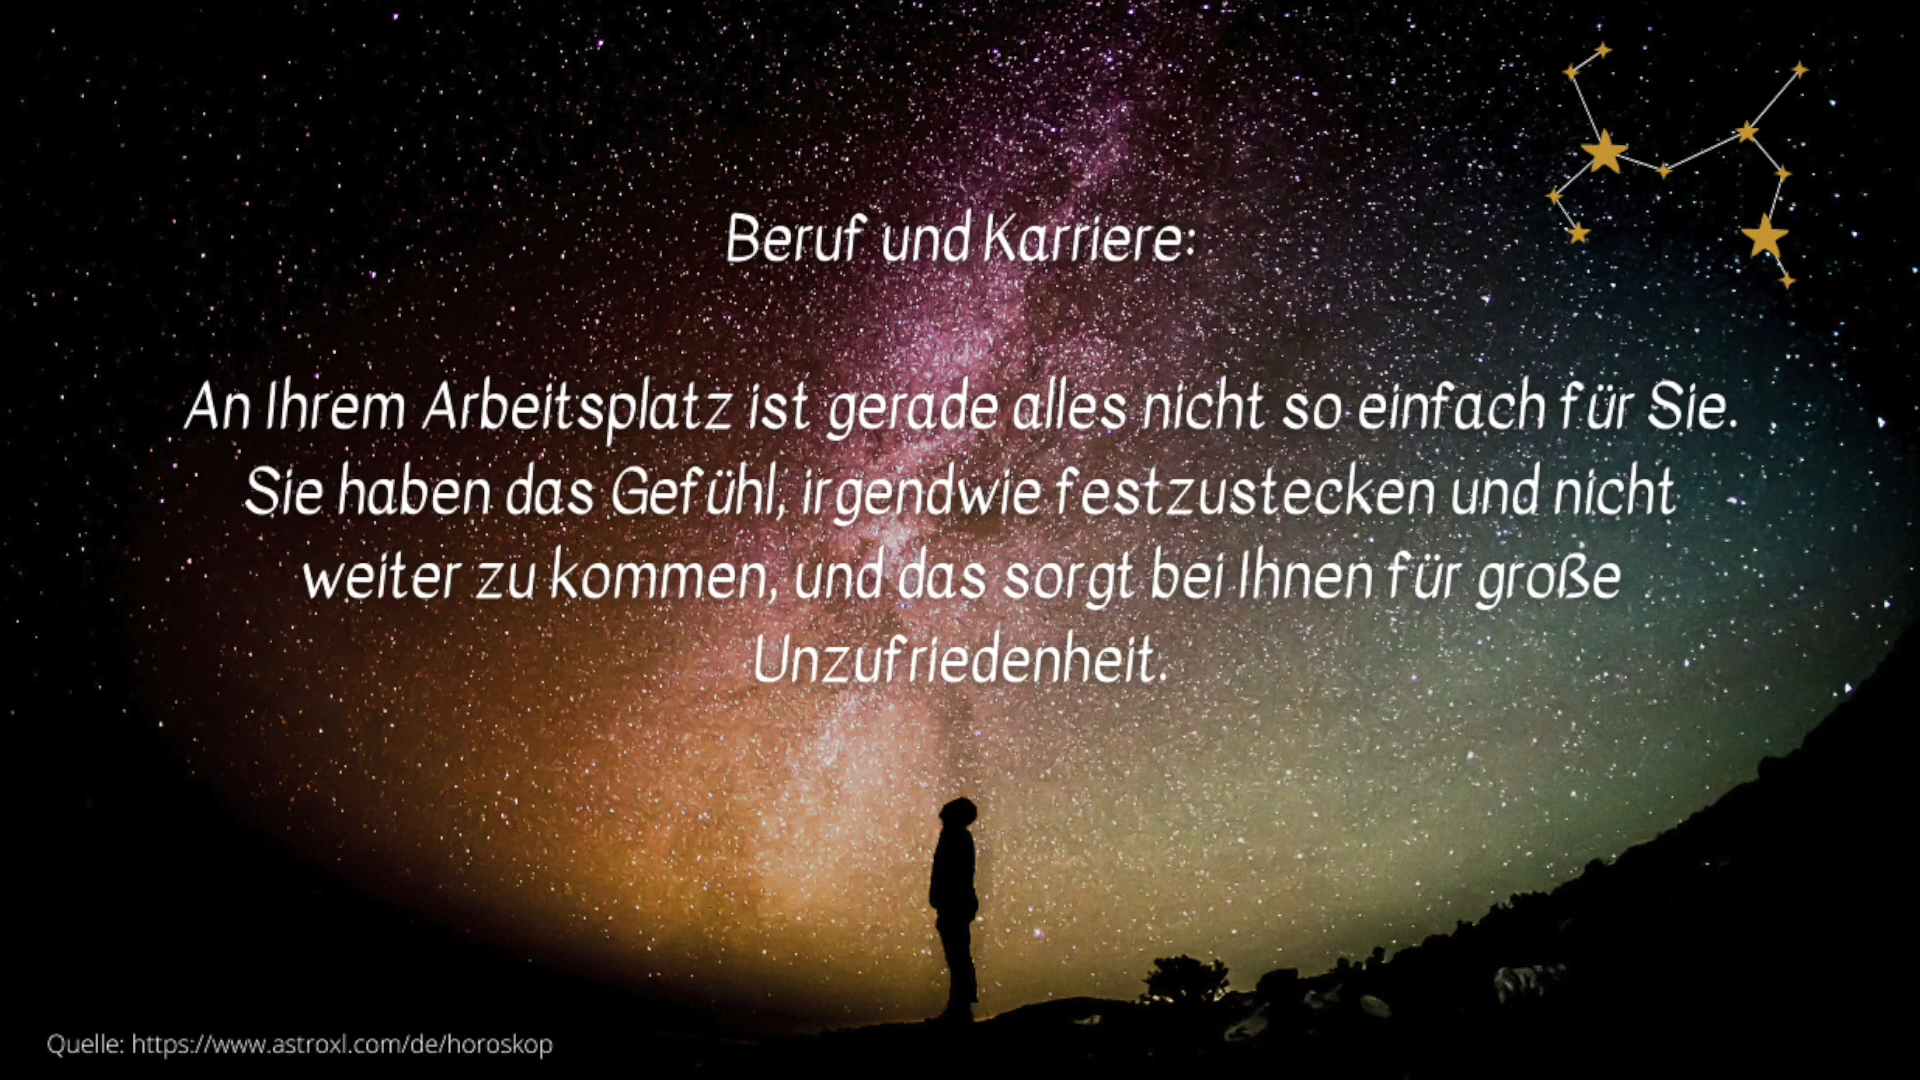 Beruf und Karriere:
An Ihrem Arbeitsplatz ist gerade alles nicht so einfach für Sie.
Sie haben das Gefühl, irgendwie festzustecken und nicht
weiter zu kommen, und das sorgt bei Ihnen für große
Unzufriedenheit.
Quelle: https://www.astroxl.com/de/horoskop